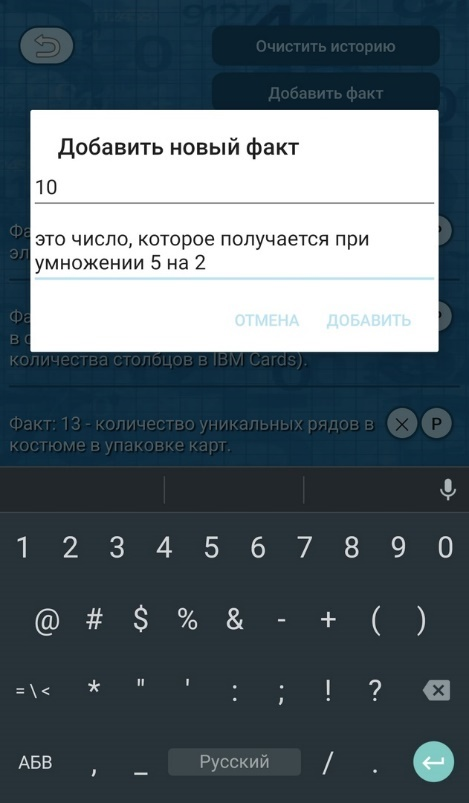 Очистить историю
Добавить факт
Добавить новый факт
10
это число, которое получается при
умножении 5 на 2
ОТМЕНА ДОБАВИТЬ
количества столбцов в IBM Cards).
Факт: 13 - количество уникальных рядов в
костюме в упаковке карт.
P
1 2 3 4 5 6 7 8 9 0
@ # $ % & - + ( )
= \ < * " ' : ; ! ?
АБВ , _ Русский / .